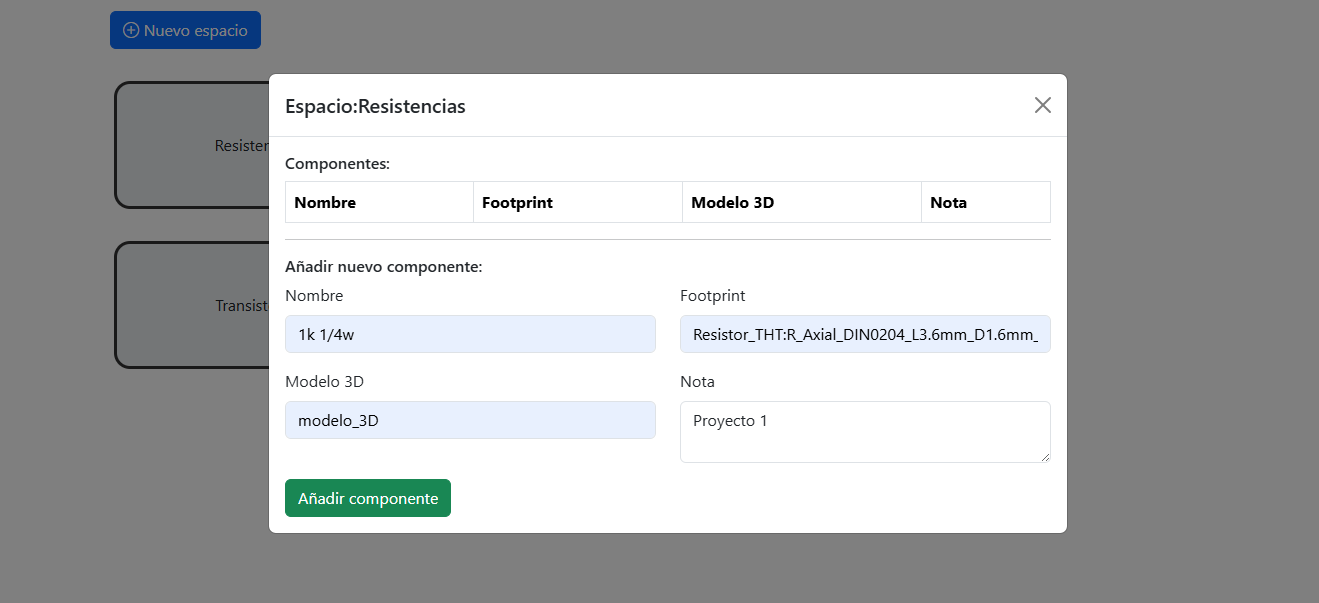 Nuevo espacio
Espacio:Resistencias
Componentes:
Nombre Footprint Modelo 3D Nota
Añadir nuevo componente:
Nombre Footprint
1k 1/4w Resistor_THT:R_Axial_DIN0204_L3.6mm_D1.6mm_
Modelo 3D Nota
modelo_3D Proyecto 1
Añadir componente
Resister
Transist